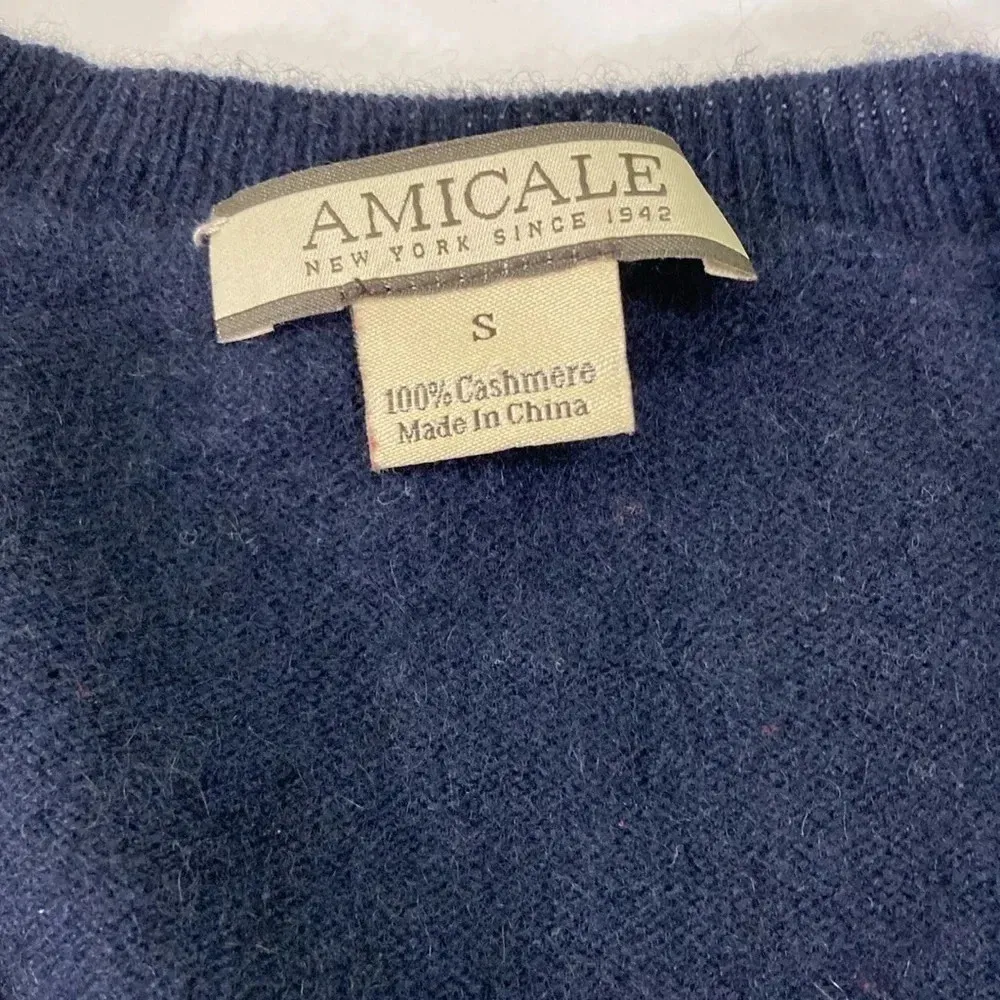 AMICALE
NEW YORK SINCE 1942
S
100% Cashmere
Made In China